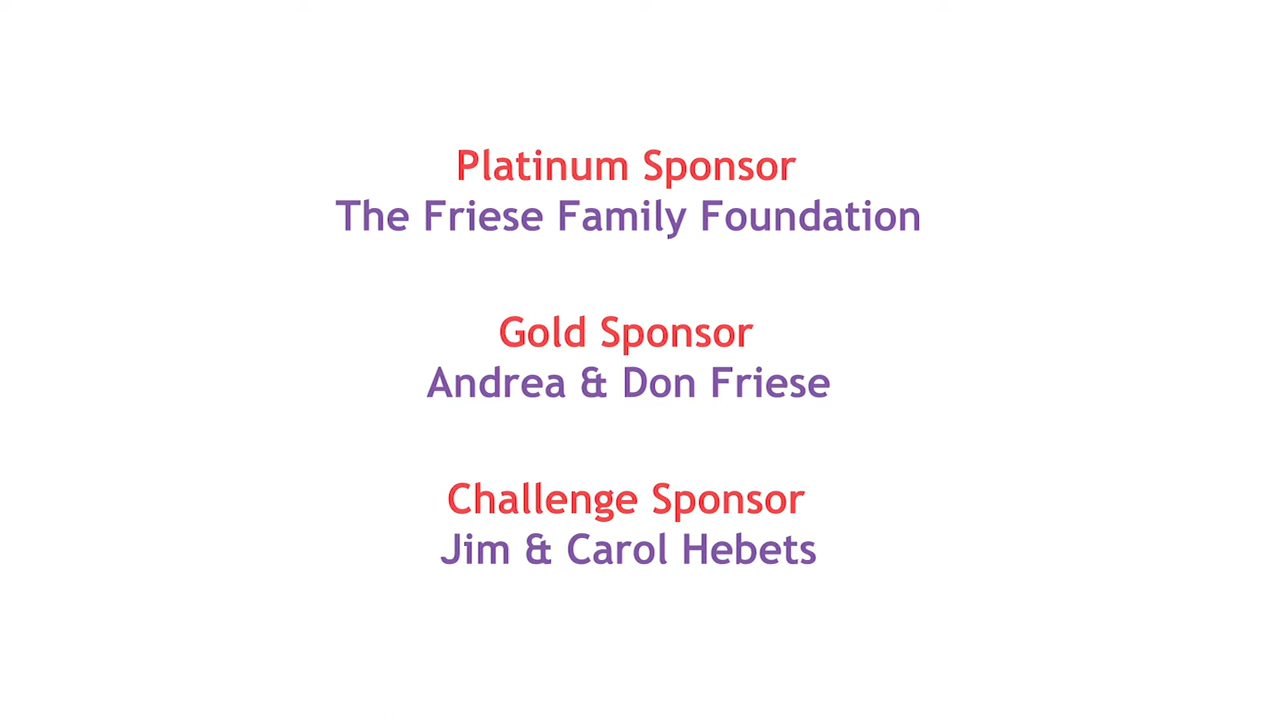 Platinum Sponsor
The Friese Family Foundation
Gold Sponsor
Andrea & Don Friese
Challenge Sponsor
Jim & Carol Hebets